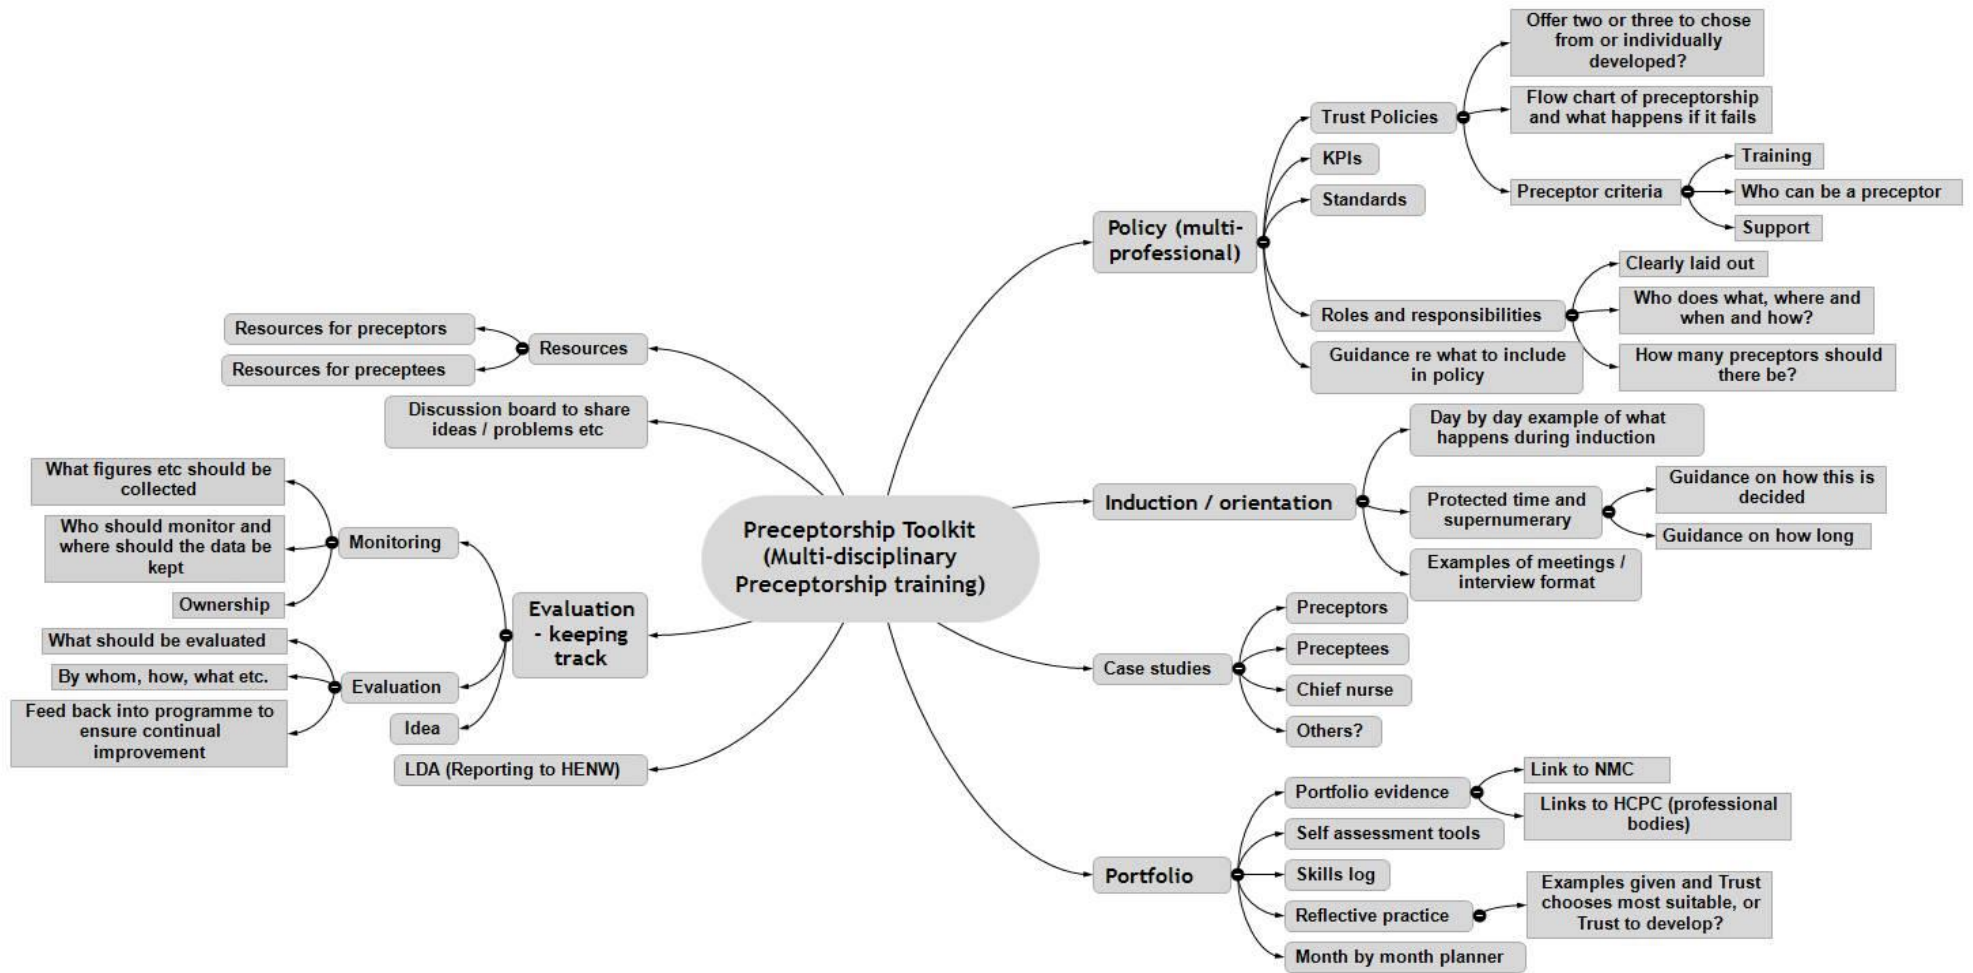 Preceptorship Toolkit
(Multi-disciplinary
Preceptorship training)
Policy (multi-
professional)
Trust Policies
Offer two or three to chose
from or individually
developed?
Flow chart of preceptorship
and what happens if it fails
Preceptor criteria
Training
Who can be a preceptor
Support
KPIs
Standards
Roles and responsibilities
Clearly laid out
Who does what, where and
when and how?
How many preceptors should
there be?
Guidance re what to include
in policy
Induction / orientation
Day by day example of what
happens during induction
Protected time and
supernumerary
Guidance on how this is
decided
Guidance on how long
Examples of meetings /
interview format
Case studies
Preceptors
Preceptees
Chief nurse
Others?
Portfolio
Portfolio evidence
Link to NMC
Links to HCPC (professional
bodies)
Self assessment tools
Skills log
Reflective practice
Examples given and Trust
chooses most suitable, or
Trust to develop?
Month by month planner
Resources
Resources for preceptors
Resources for preceptees
Discussion board to share
ideas / problems etc
Evaluation
- keeping
track
Monitoring
What figures etc should be
collected
Who should monitor and
where should the data be
kept
Ownership
Evaluation
What should be evaluated
By whom, how, what etc.
Feed back into programme to
ensure continual
improvement
Idea
LDA (Reporting to HENW)